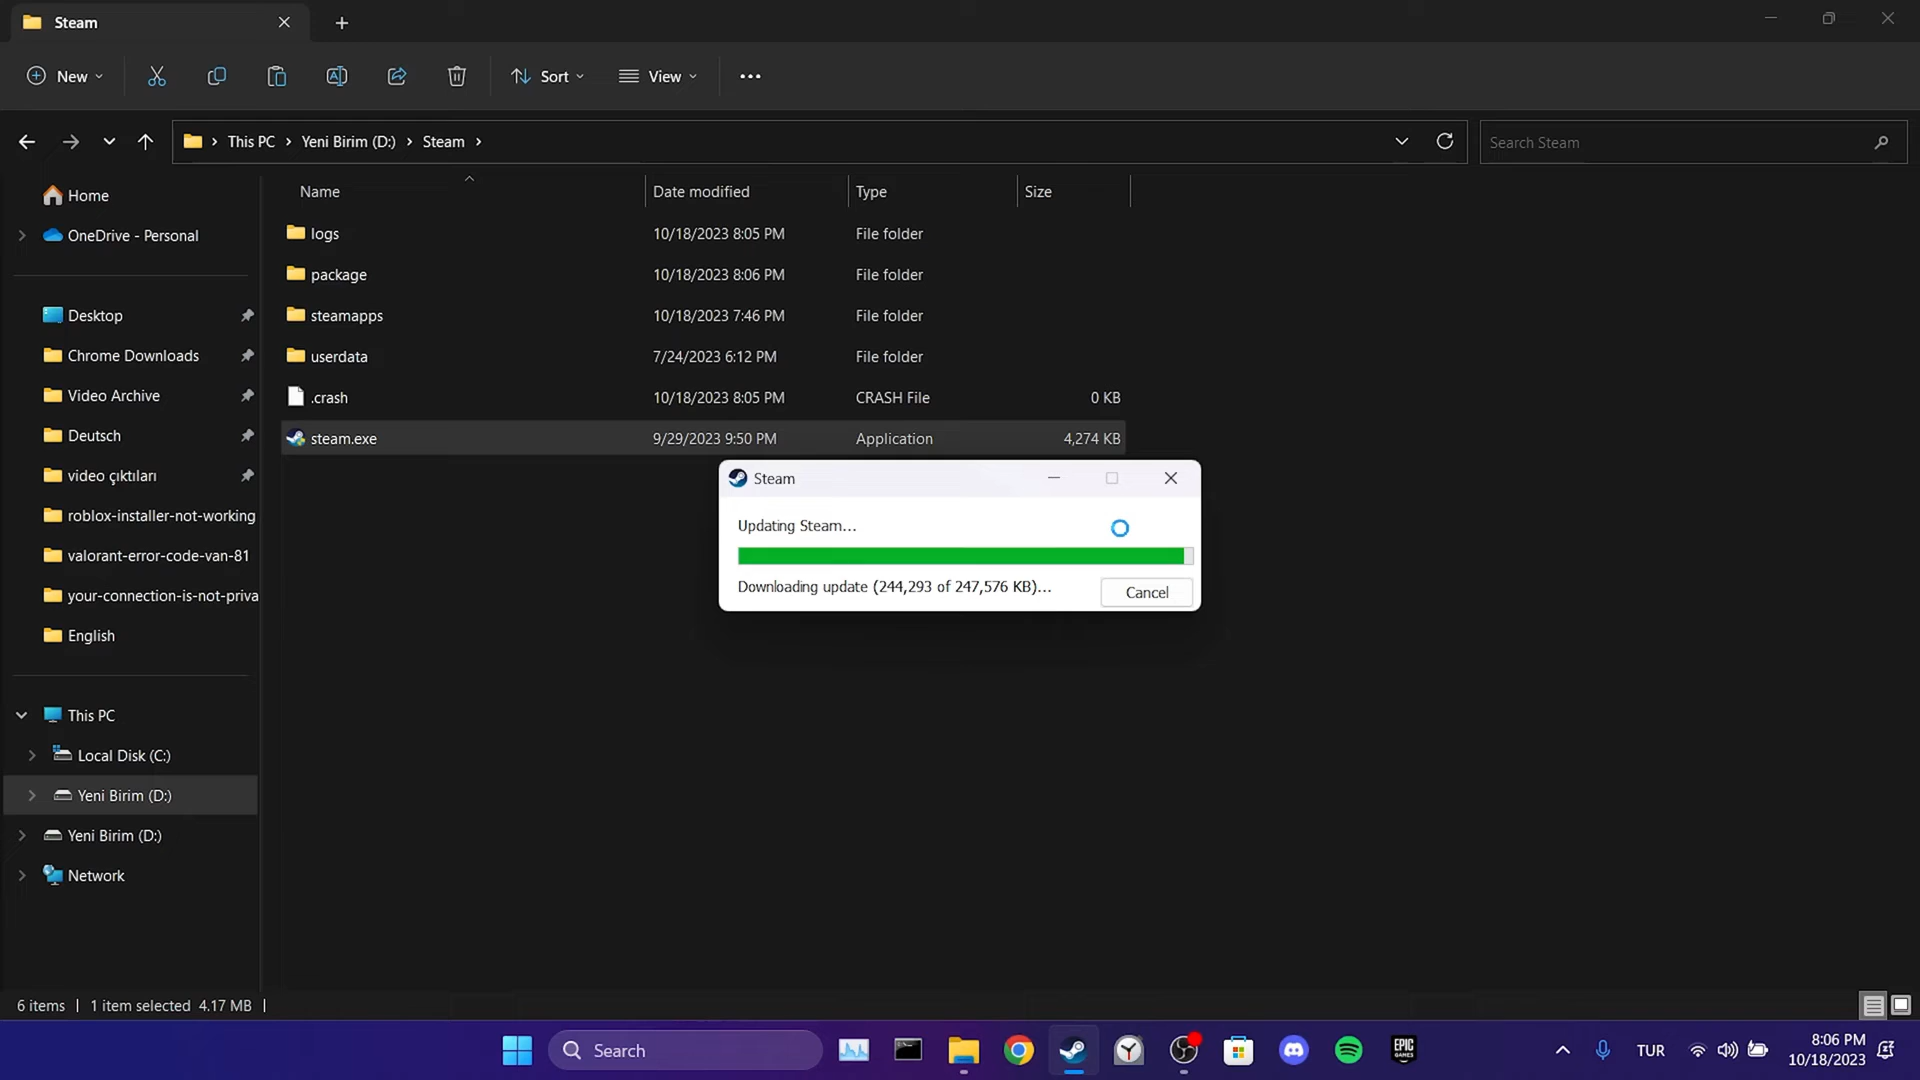 Steam
New
Sort
View
This PC
Yeni Birim (D:)
Steam
Search Steam
Name
Date modified
Type
Size
Home
OneDrive - Personal
Desktop
Chrome Downloads
Video Archive
Deutsch
video çıktıları
roblox-installer-not-working
valorant-error-code-van-81
your-connection-is-not-priva
English
This PC
Local Disk (C:)
Yeni Birim (D:)
Yeni Birim (D:)
Network
logs 10/18/2023 8:05 PM File folder
package 10/18/2023 8:06 PM File folder
steamapps 10/18/2023 7:46 PM File folder
userdata 7/24/2023 6:12 PM File folder
.crash 10/18/2023 8:05 PM CRASH File 0 KB
steam.exe 9/29/2023 9:50 PM Application 4,274 KB
Steam
Updating Steam...
Downloading update (244,293 of 247,576 KB)...
Cancel
6 items
1 item selected 4.17 MB
Search
EPIC
GAMES
TUR
8:06 PM
10/18/2023